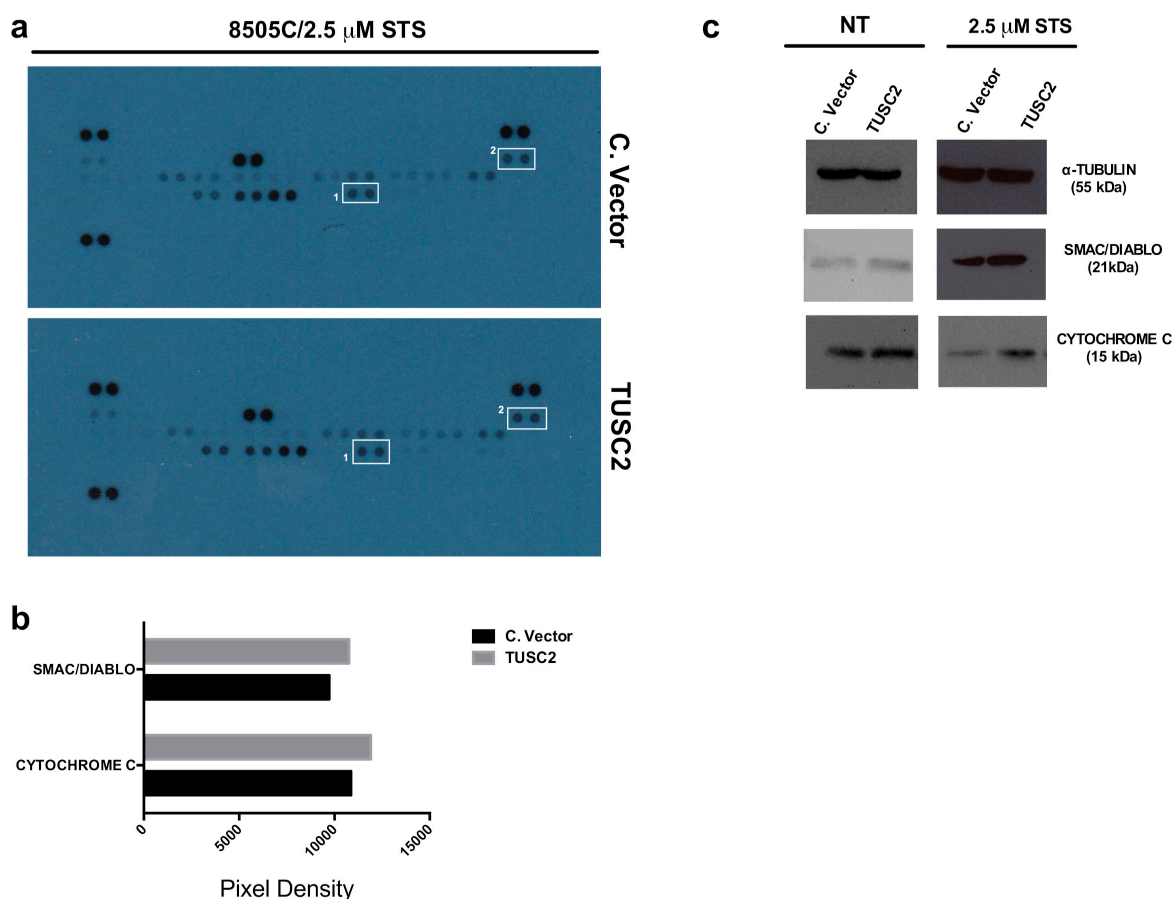 a
8505C/2.5 μM STS
C. Vector
2
1
TUSC2
2
1
b
SMAC/DIABLO
CYTOCHROME C
C. Vector
TUSC2
0
5000
10000
15000
Pixel Density
c
NT
2.5 μM STS
C. Vector
TUSC2
C. Vector
TUSC2
α-TUBULIN
(55 kDa)
SMAC/DIABLO
(21kDa)
CYTOCHROME C
(15 kDa)